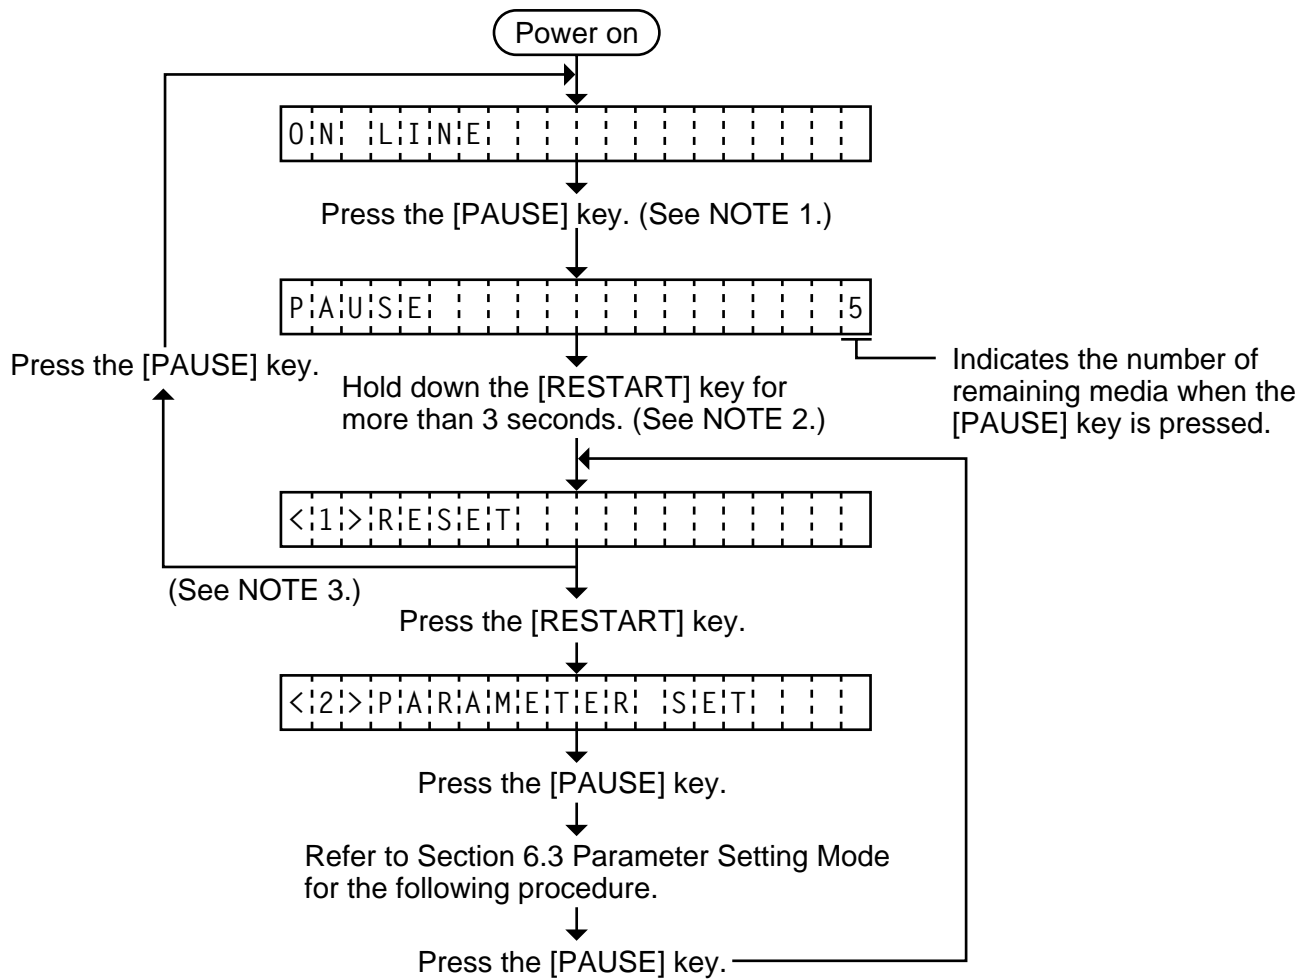 Power on
ON LINE
Press the [PAUSE] key. (See NOTE 1.)
PAUSE 5
Press the [PAUSE] key.
Indicates the number of
remaining media when the
[PAUSE] key is pressed.
Hold down the [RESTART] key for
more than 3 seconds. (See NOTE 2.)
<1>RESET
(See NOTE 3.)
Press the [RESTART] key.
<2>PARAMETER SET
Press the [PAUSE] key.
Refer to Section 6.3 Parameter Setting Mode
for the following procedure.
Press the [PAUSE] key.